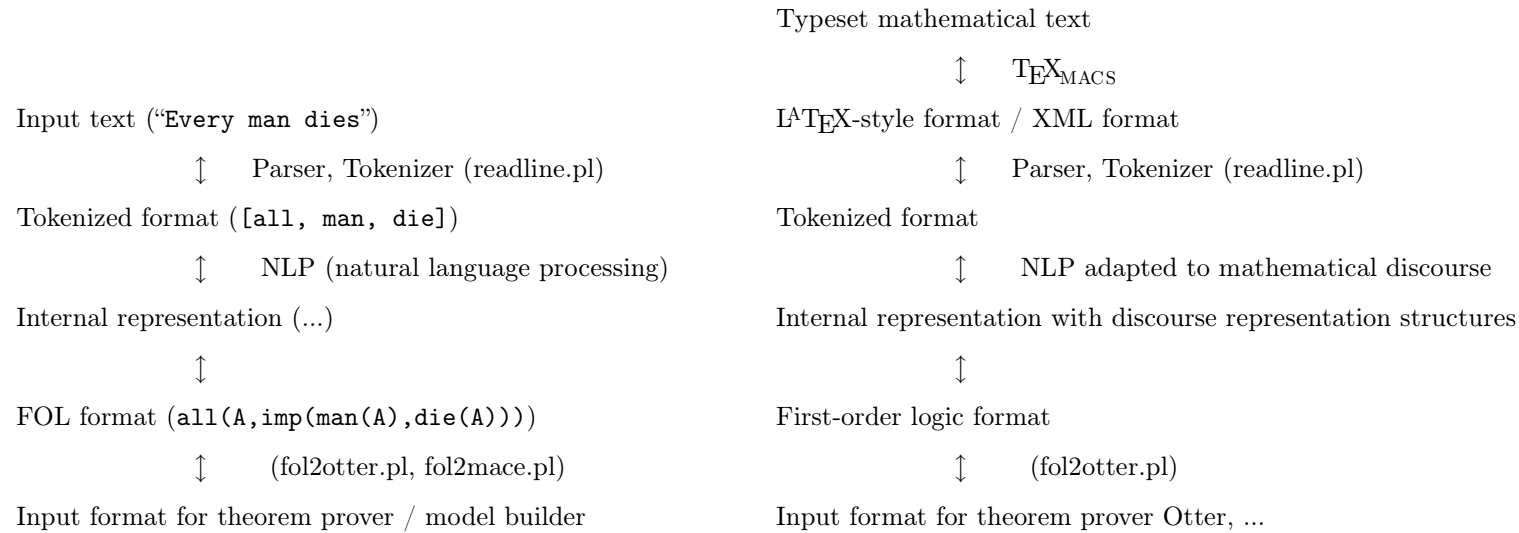 Typeset mathematical text
↕ TEXMACS
Input text (“Every man dies”) LATEX-style format / XML format
↕ Parser, Tokenizer (readline.pl) ↕ Parser, Tokenizer (readline.pl)
Tokenized format ([all, man, die]) Tokenized format
↕ NLP (natural language processing) ↕ NLP adapted to mathematical discourse
Internal representation (...) Internal representation with discourse representation structures
↕ ↕
FOL format (all(A,imp(man(A),die(A)))) First-order logic format
↕ (fol2otter.pl, fol2mace.pl) ↕ (fol2otter.pl)
Input format for theorem prover / model builder Input format for theorem prover Otter, ...